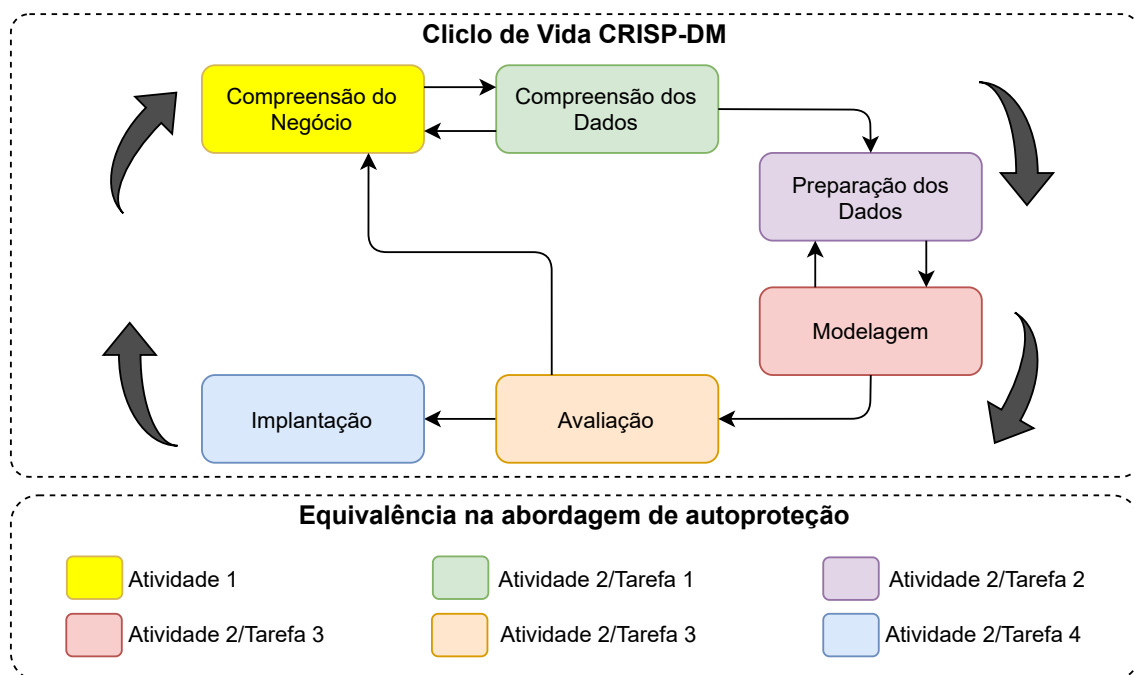 Cliclo de Vida CRISP-DM
Compreensão do
Negócio
Compreensão dos
Dados
Preparação dos
Dados
Modelagem
Implantação
Avaliação
Equivalência na abordagem de autoproteção
Atividade 1
Atividade 2/Tarefa 1
Atividade 2/Tarefa 2
Atividade 2/Tarefa 3
Atividade 2/Tarefa 3
Atividade 2/Tarefa 4